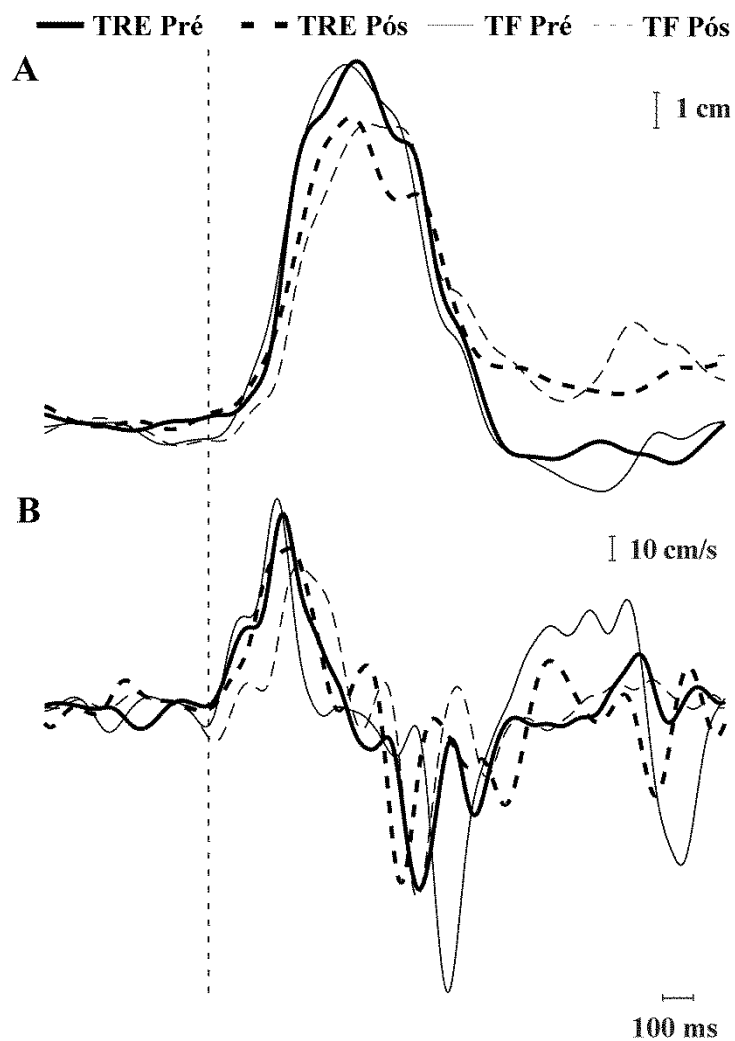 TRE Pré TRE Pós TF Pré TF Pós
A
1 cm
B
10 cm/s
100 ms